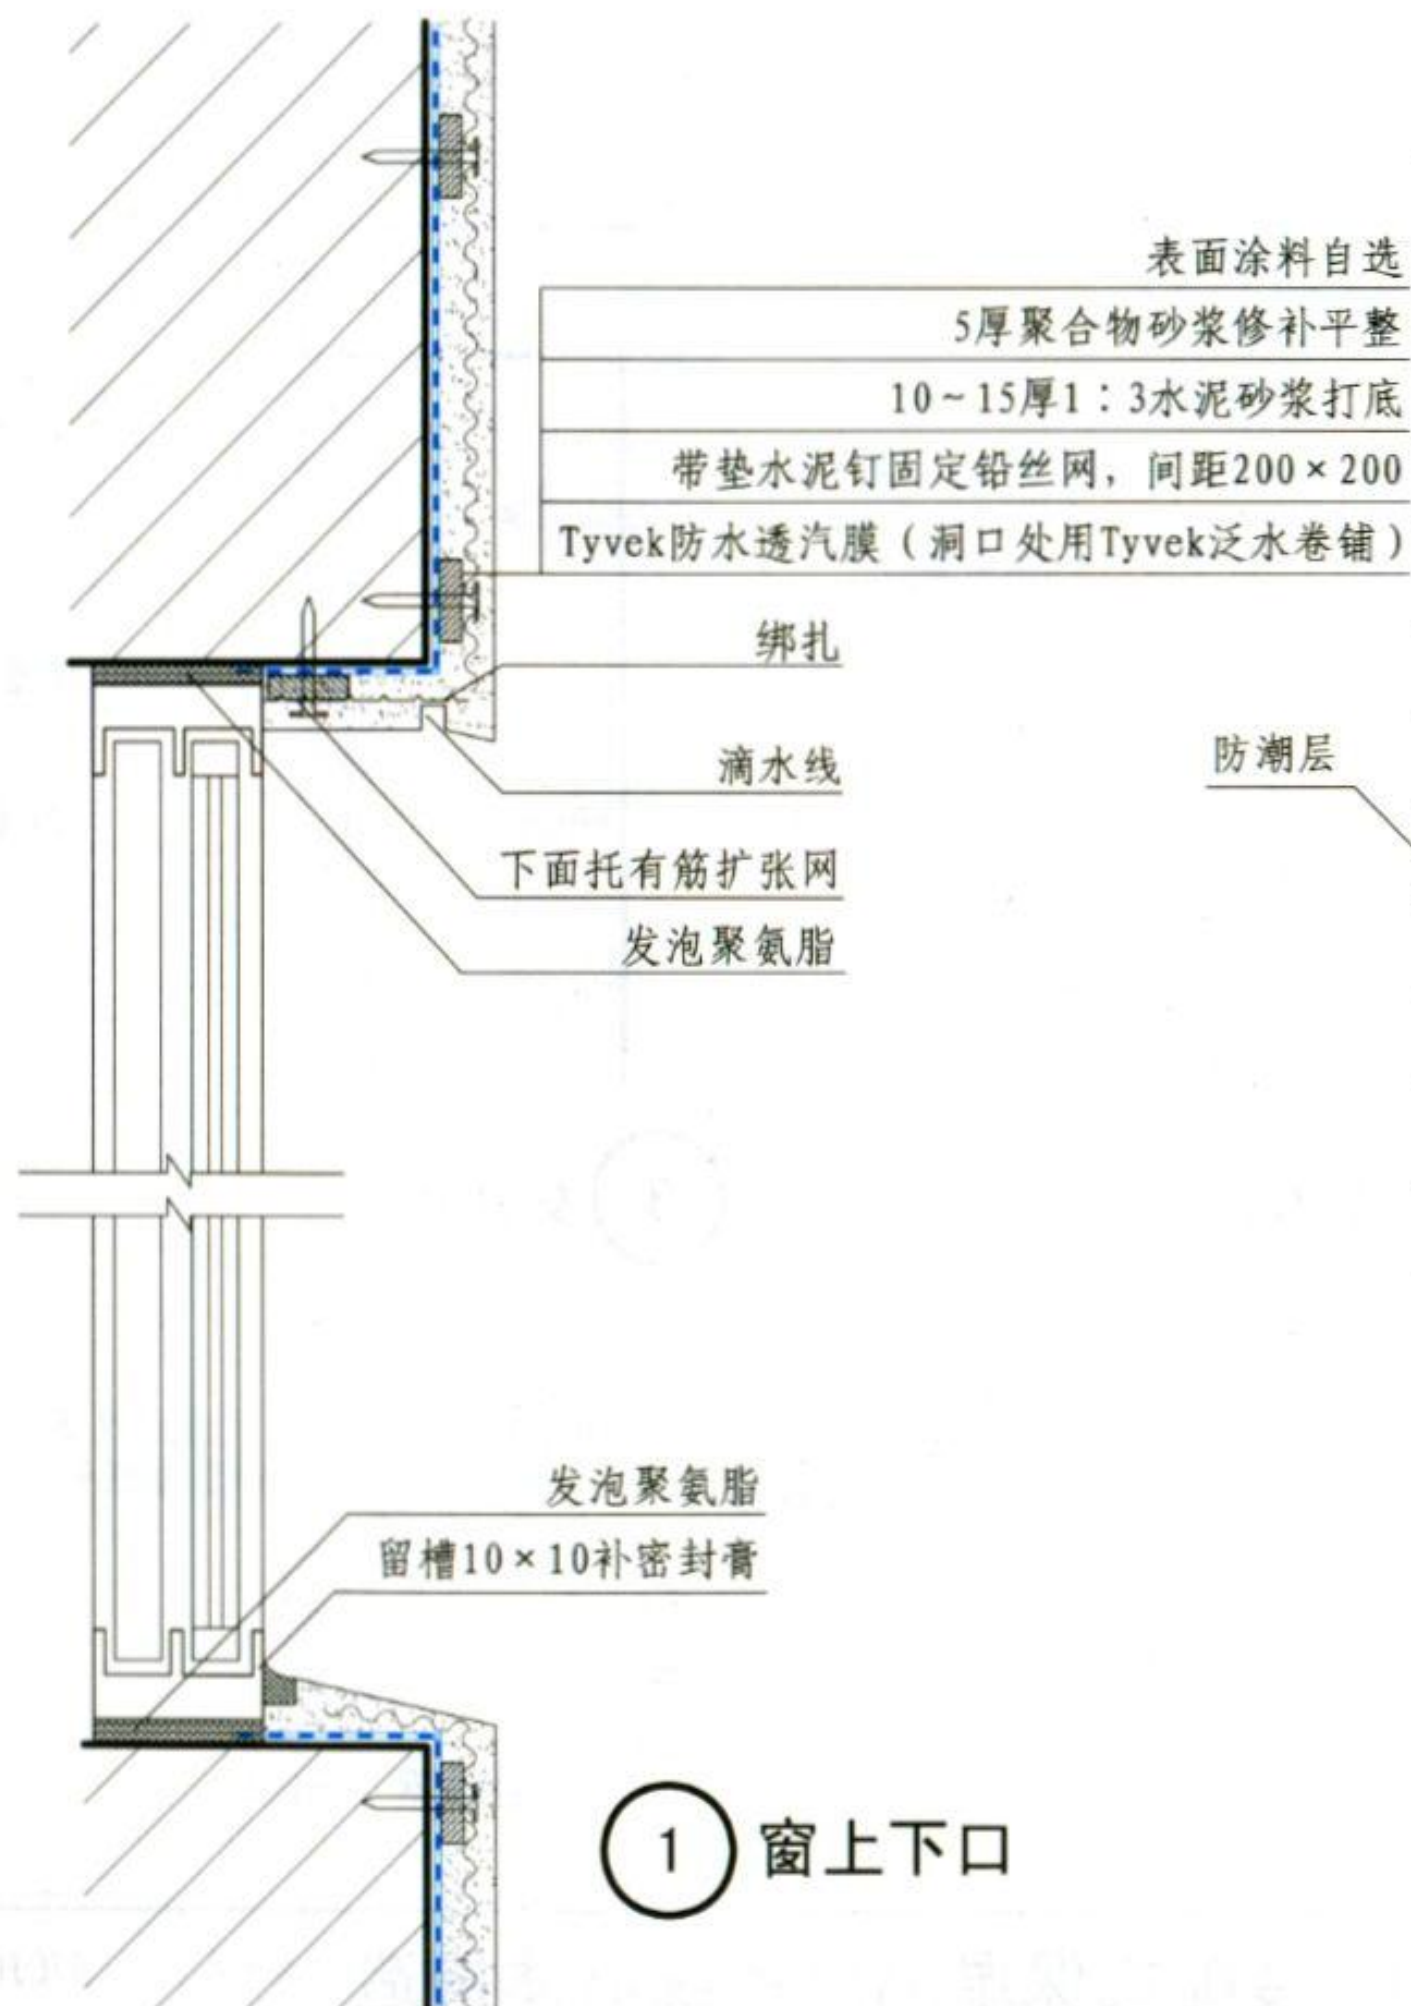 表面涂料自选
5厚聚合物砂浆修补平整
10~15厚1：3水泥砂浆打底
带垫水泥钉固定铅丝网，间距200×200
Tyvek防水透汽膜（洞口处用Tyvek泛水卷铺）
绑扎
滴水线
防潮层
下面托有筋扩张网
发泡聚氨脂
发泡聚氨脂
留槽10×10补密封膏
1 窗上下口